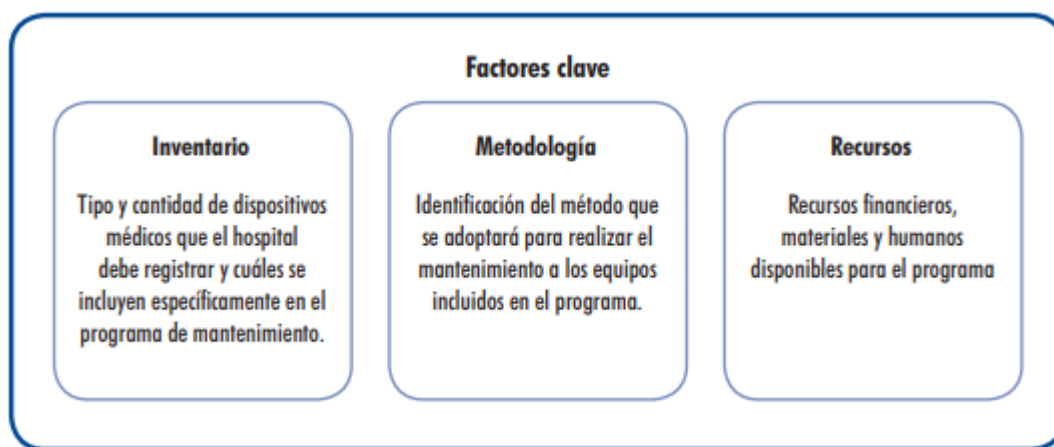 Factores clave
Inventario
Tipo y cantidad de dispositivos
médicos que el hospital
debe registrar y cuáles se
incluyen específicamente en el
programa de mantenimiento.
Metodología
Identificación del método que
se adoptará para realizar el
mantenimiento a los equipos
incluidos en el programa.
Recursos
Recursos financieros,
materiales y humanos
disponibles para el programa